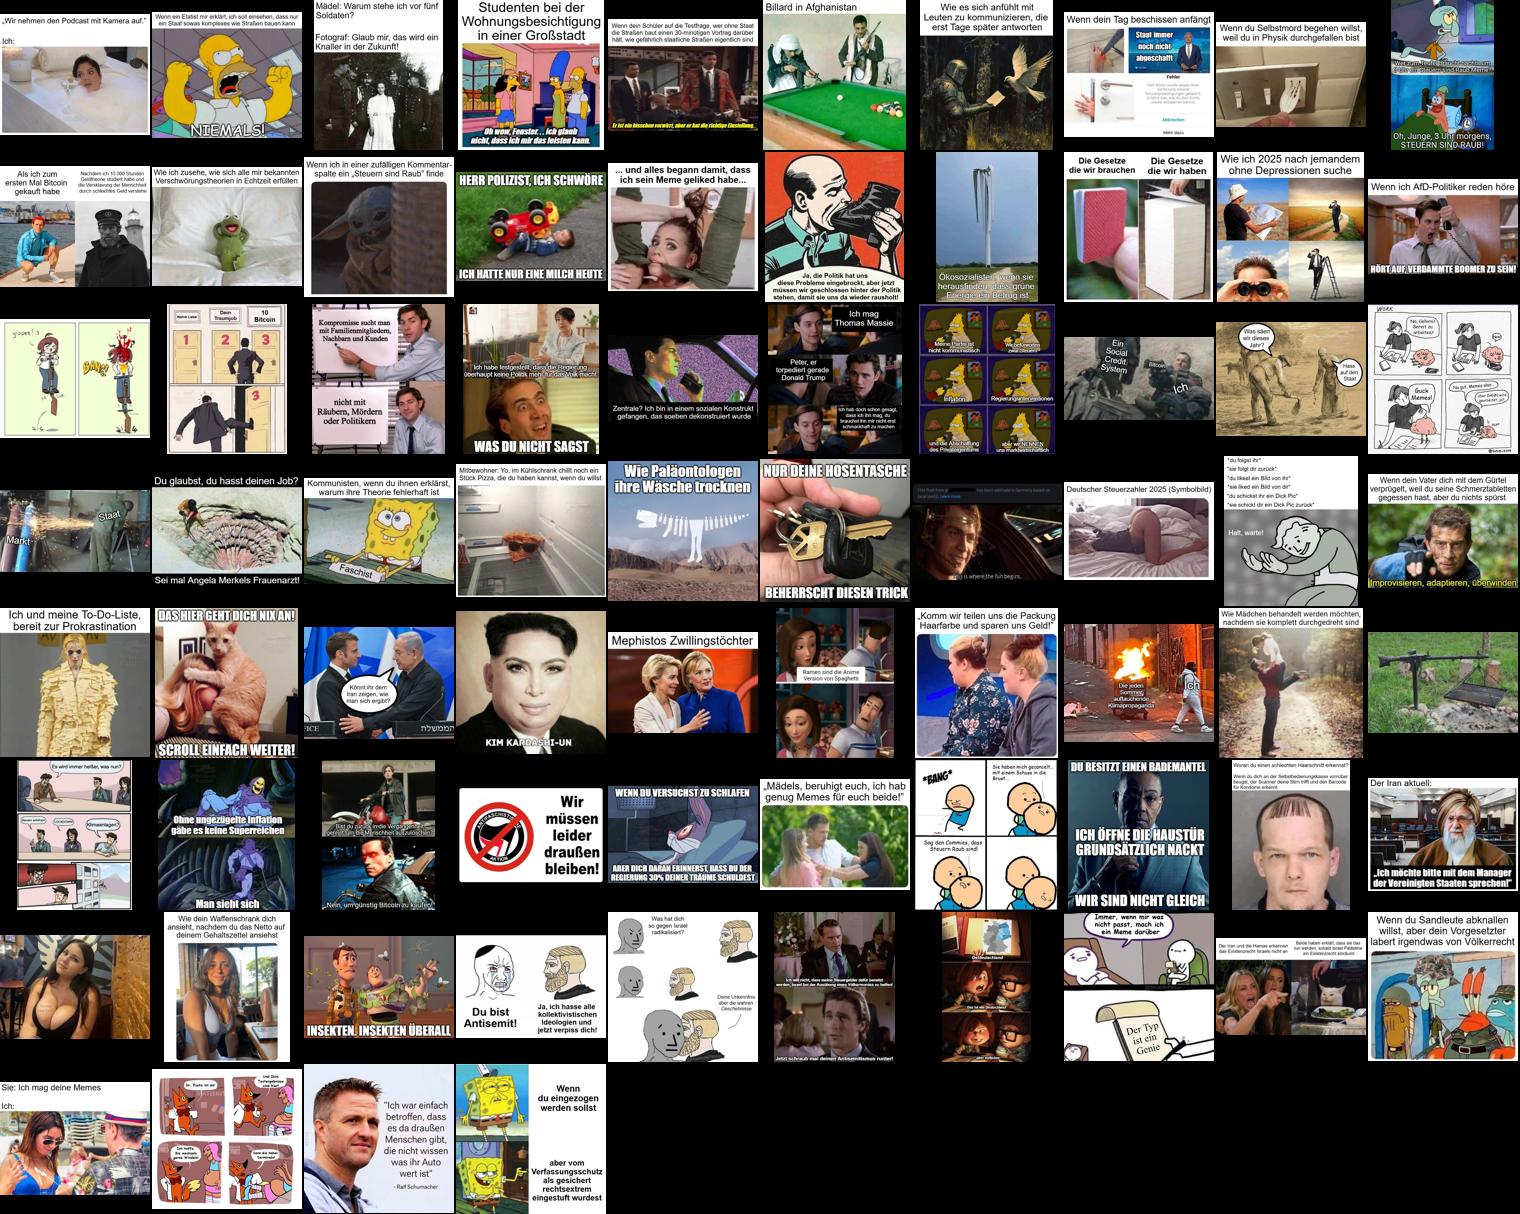 „Wir nehmen den Podcast mit Kamera auf.“
Ich:
Wenn ein Etatist mir erklärt, ich soll einsehen, dass nur
ein Staat sowas komplexes wie Straßen bauen kann
NIEMALS!
Mädel: Warum stehe ich vor fünf
Soldaten?
Fotograf: Glaub mir, das wird ein
Knaller in der Zukunft!
Studenten bei der
Wohnungsbesichtigung
in einer Großstadt
Oh wow, Fenster... ich glaub
nicht, dass ich mir das leisten kann.
Wenn dein Schüler auf die Testfrage, wer ohne Staat
die Straßen baut einen 30-minütigen Vortrag darüber
hält, wie gefährlich staatliche Straßen eigentlich sind
Er ist ein bisschen verwirrt, aber er hat die richtige Einstellung.
Billard in Afghanistan
Wie es sich anfühlt mit
Leuten zu kommunizieren, die
erst Tage später antworten
Wenn dein Tag beschissen anfängt
Staat immer
noch nicht
abgeschafft
Fehler
Abbrechen
Mehr dazu
Wenn du Selbstmord begehen willst,
weil du in Physik durchgefallen bist
Oh, Junge, 3 Uhr morgens,
STEUERN SIND RAUB!
Als ich zum
ersten Mal Bitcoin
gekauft habe
Nachdem ich 10.000 Stunden
Geldtheorie studiert habe und
die Versklavung der Menschheit
durch schlechtes Geld verstehe
Wie ich zusehe, wie sich alle mir bekannten
Verschwörungstheorien in Echtzeit erfüllen
Wenn ich in einer zufälligen Kommentar-
spalte ein „Steuern sind Raub“ finde
HERR POLIZIST, ICH SCHWÖRE
ICH HATTE NUR EINE MILCH HEUTE
... und alles begann damit, dass
ich sein Meme geliked habe...
Ja, die Politik hat uns
diese Probleme eingebrockt, aber jetzt
müssen wir geschlossen hinter der Politik
stehen, damit sie uns da wieder rausholt!
Ökosozialisten, wenn sie
herausfinden, dass grüne
Energie ein Betrug ist
Die Gesetze
die wir brauchen
Die Gesetze
die wir haben
Wie ich 2025 nach jemandem
ohne Depressionen suche
Wenn ich AfD-Politiker reden höre
HÖRT AUF, VERDAMMTE BOOMER ZU SEIN!
yopee! :3
BANG!
Wahre Liebe
Dein
Traumjob
10
Bitcoin
1
2
3
3
Kompromisse sucht man
mit Familienmitgliedern,
Nachbarn und Kunden
nicht mit
Räubern, Mördern
oder Politikern
Ich habe festgestellt, dass die Regierung
überhaupt keine Politik mehr für das Volk macht
WAS DU NICHT SAGST
Zentrale? Ich bin in einem sozialen Konstrukt
gefangen, das soeben dekonstruiert wurde
Ich mag
Thomas Massie
Peter, er
torpediert gerade
Donald Trump
Ich hab doch schon gesagt,
dass ich ihn mag, du
brauchst ihn mir nicht erst
schmackhaft zu machen
Meine Partei ist
nicht kommunistisch
Wir befürworten
zwar Steuern
Inflation
Regierungsinterventionen
und die Abschaffung
des Privateigentums
aber wir NENNEN
uns marktwirtschaftlich
Ein
Social
Credit
System
Bitcoin
Ich
Was säen
wir dieses
Jahr?
Hass
auf den
Staat
WORK
No, Gehirn!
Bereit zu
arbeiten?
Guck
Memes!
Na gut, Memes aber...
Markt
Staat
Du glaubst, du hasst deinen Job?
Sei mal Angela Merkels Frauenarzt!
Kommunisten, wenn du ihnen erklärst,
warum ihre Theorie fehlerhaft ist
Faschist
Mitbewohner: Yo, im Kühlschrank chillt noch ein
Stück Pizza, die du haben kannst, wenn du willst
Wie Paläontologen
ihre Wäsche trocknen
NUR DEINE HOSENTASCHE
BEHERRSCHT DIESEN TRICK
This is where the fun begins.
Deutscher Steuerzahler 2025 (Symbolbild)
*du folgst ihr*
*sie folgt dir zurück*
*du likest ein Bild von ihr*
*sie liked ein Bild von dir*
*du schickst ihr ein Dick Pic*
*sie schickt dir ein Dick Pic zurück*
Halt, warte!
Wenn dein Vater dich mit dem Gürtel
verprügelt, weil du seine Schmerztabletten
gegessen hast, aber du nichts spürst
Improvisieren, adaptieren, überwinden
Ich und meine To-Do-Liste,
bereit zur Prokrastination
DAS HIER GEHT DICH NIX AN!
SCROLL EINFACH WEITER!
Könnt ihr dem
Iran zeigen, wie
man sich ergibt?
KIM KARDASHI-UN
Mephistos Zwillingstöchter
Ramen sind die Anime
Version von Spaghetti
„Komm wir teilen uns die Packung
Haarfarbe und sparen uns Geld!“
Die jeden
Sommer
auftauchende
Klimapropaganda
Ich
Wie Mädchen behandelt werden möchten,
nachdem sie komplett durchgedreht sind
Es wird immer heißer, was nun?
Klimaanlagen?
Ohne ungezügelte Inflation
gäbe es keine Superreichen
Man sieht sich
Bist du zurück in die Vergangenheit
gereist, um die Menschheit auszulöschen?
Nein, um günstig Bitcoin zu kaufen!
ANTIFASCHISTISCHE
AKTION
Wir
müssen
leider
draußen
bleiben!
WENN DU VERSUCHST ZU SCHLAFEN
ABER DICH DARAN ERINNERST, DASS DU DER
REGIERUNG 30% DEINER TRÄUME SCHULDEST
„Mädels, beruhigt euch, ich hab
genug Memes für euch beide!“
*BANG*
Sie haben mich gecancelt...
mit einem Schuss in die
Brust...
Sag den Commies, dass
Steuern Raub sind!
DU BESITZT EINEN BADEMANTEL
ICH ÖFFNE DIE HAUSTÜR
GRUNDSÄTZLICH NACKT
WIR SIND NICHT GLEICH
Woran du einen schlechten Haarschnitt erkennst?
Wenn du dich an der Selbstbedienungskasse vornüber
beugst, der Scanner deine Stirn trifft und den Barcode
für Kondome erkennt
Der Iran aktuell:
„Ich möchte bitte mit dem Manager
der Vereinigten Staaten sprechen!“
Wie dein Waffenschrank dich
ansieht, nachdem du das Netto auf
deinem Gehaltszettel ansiehst
INSEKTEN. INSEKTEN ÜBERALL
Du bist
Antisemit!
Ja, ich hasse alle
kollektivistischen
Ideologien und
jetzt verpiss dich!
Was hat dich
so gegen Israel
radikalisiert?
Deine Unkenntnis
über die wahren
Geschehnisse
Ich will nicht, dass meine Steuergelder dafür benutzt
werden, Israel bei der Ausübung eines Völkermordes zu helfen!
Jetzt schraub mal deinen Antisemitismus runter!
Ostdeutschland
Immer, wenn mir was
nicht passt, mach ich
ein Meme darüber
Der Typ
ist ein
Genie
Der Iran und die Hamas erkennen
das Existenzrecht Israels nicht an
Beide haben erklärt, dass sie das
tun werden, sobald Israel Palästina
ein Existenzrecht einräumt
Wenn du Sandleute abknallen
willst, aber dein Vorgesetzter
labert irgendwas von Völkerrecht
Sie: Ich mag deine Memes
Ich:
"Ich war einfach
betroffen, dass
es da draußen
Menschen gibt,
die nicht wissen
was ihr Auto
wert ist"
- Ralf Schumacher
Wenn
du eingezogen
werden sollst
aber vom
Verfassungsschutz
als gesichert
rechtsextrem
eingestuft wurdest